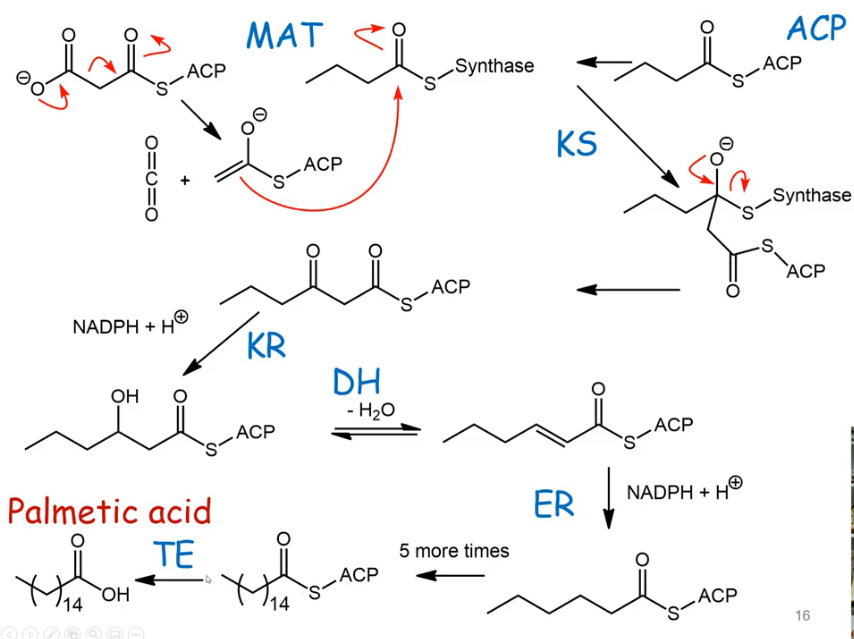 MAT
ACP
O
O
⊖
O
S
ACP
O
S
Synthase
O
S
ACP
KS
O
C
O
+
O
⊖
S
ACP
O
⊖
S
Synthase
S
ACP
O
O
O
S
ACP
NADPH + H⊕
KR
OH
O
S
ACP
DH
- H₂O
O
S
ACP
ER
NADPH + H⊕
Palmetic acid
TE
O
OH
14
O
S
ACP
14
5 more times
O
S
ACP
16